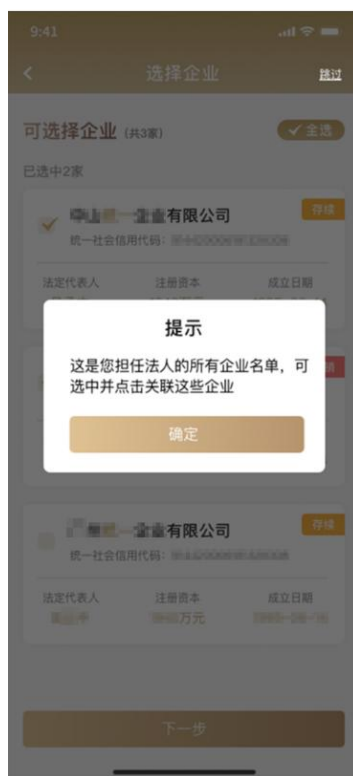 9:41
选择企业
跳过
可选择企业 (共3家)
全选
已选中2家
有限公司
存续
统一社会信用代码：
法定代表人 注册资本 成立日期
提示
这是您担任法人的所有企业名单，可
选中并点击关联这些企业
确定
有限公司
存续
统一社会信用代码：
法定代表人 注册资本 成立日期
万元
下一步